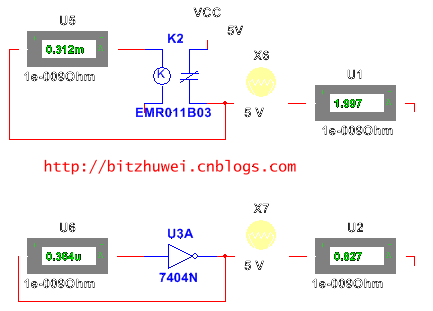 U5
0.312m
1e-009Ohm
K2
K
EMR011B03
VCC
5V
X6
5 V
U1
1.997
1e-009Ohm
http://bitzhuwei.cnblogs.com
U6
0.364u
1e-009Ohm
U3A
7404N
X7
5 V
U2
0.827
1e-009Ohm